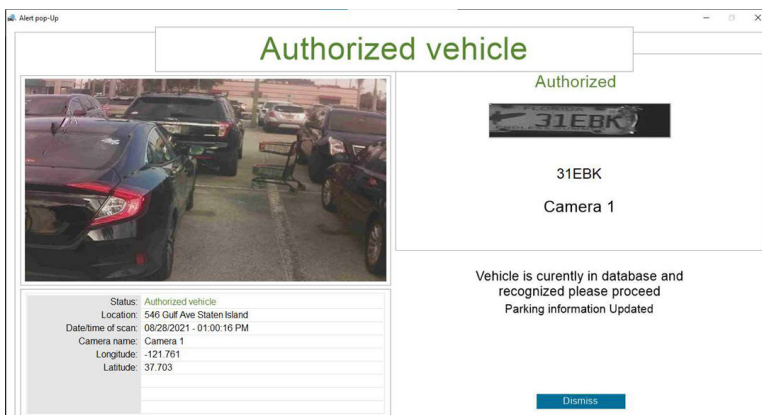 Alert pop-Up
Authorized vehicle
Authorized
FLORIDA
31EBK
31EBK
Camera 1
Vehicle is curently in database and
recognized please proceed
Parking information Updated
Status: Authorized vehicle
Location: 546 Gulf Ave Staten Island
Date/time of scan: 08/28/2021 - 01:00:16 PM
Camera name: Camera 1
Longitude: -121.761
Latitude: 37.703
Dismiss